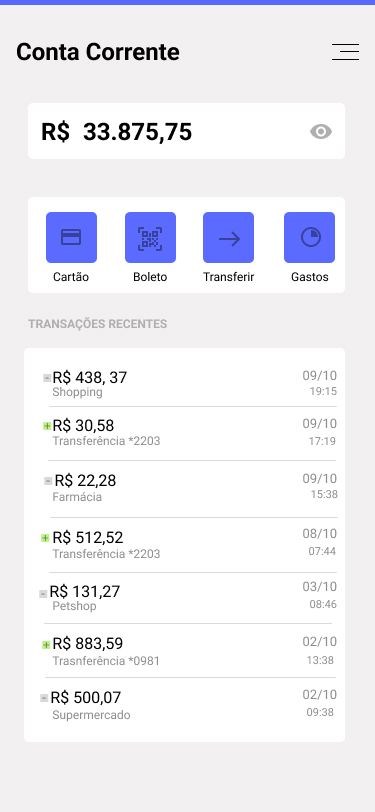 Conta Corrente
R$ 33.875,75
Cartão Boleto Transferir Gastos
TRANSAÇÕES RECENTES
R$ 438, 37 09/10
Shopping 19:15
R$ 30,58 09/10
Transferência *2203 17:19
R$ 22,28 09/10
Farmácia 15:38
R$ 512,52 08/10
Transferência *2203 07:44
R$ 131,27 03/10
Petshop 08:46
R$ 883,59 02/10
Trasnferência *0981 13:38
R$ 500,07 02/10
Supermercado 09:38